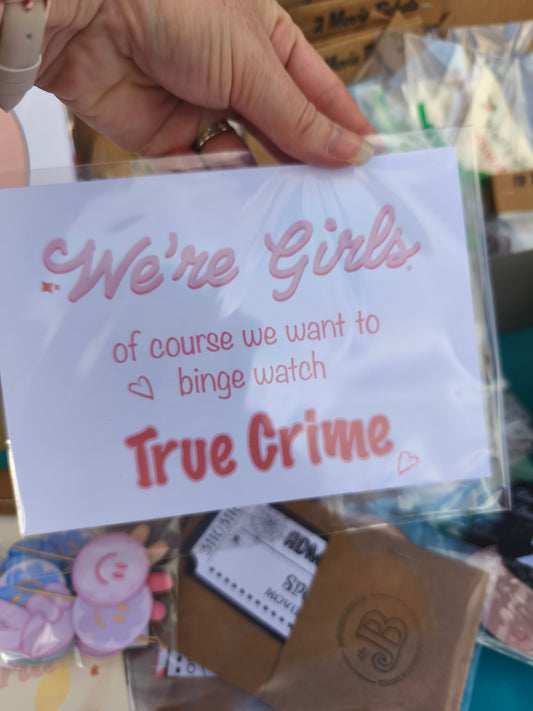 We're Girls
of course we want to
binge watch
True Crime